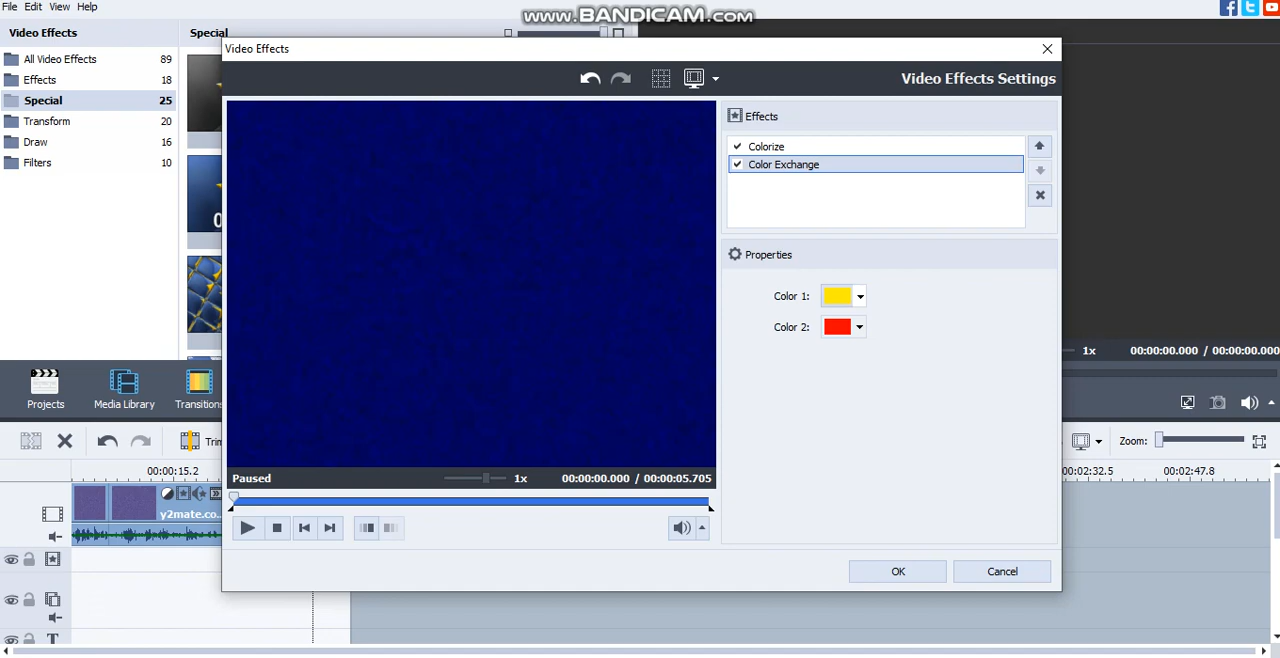 File Edit View Help
www.BANDICAM.com
Video Effects
Special
All Video Effects 89
Effects 18
Special 25
Transform 20
Draw 16
Filters 10
Video Effects
Video Effects Settings
Effects
Colorize
Color Exchange
Properties
Color 1:
Color 2:
Paused 1x 00:00:00.000 / 00:00:05.705
OK Cancel
1x 00:00:00.000 / 00:00:00.000
Projects Media Library Transition
Trim
Zoom:
00:00:15.2
00:02:32.5 00:02:47.8
y2mate.co...
T